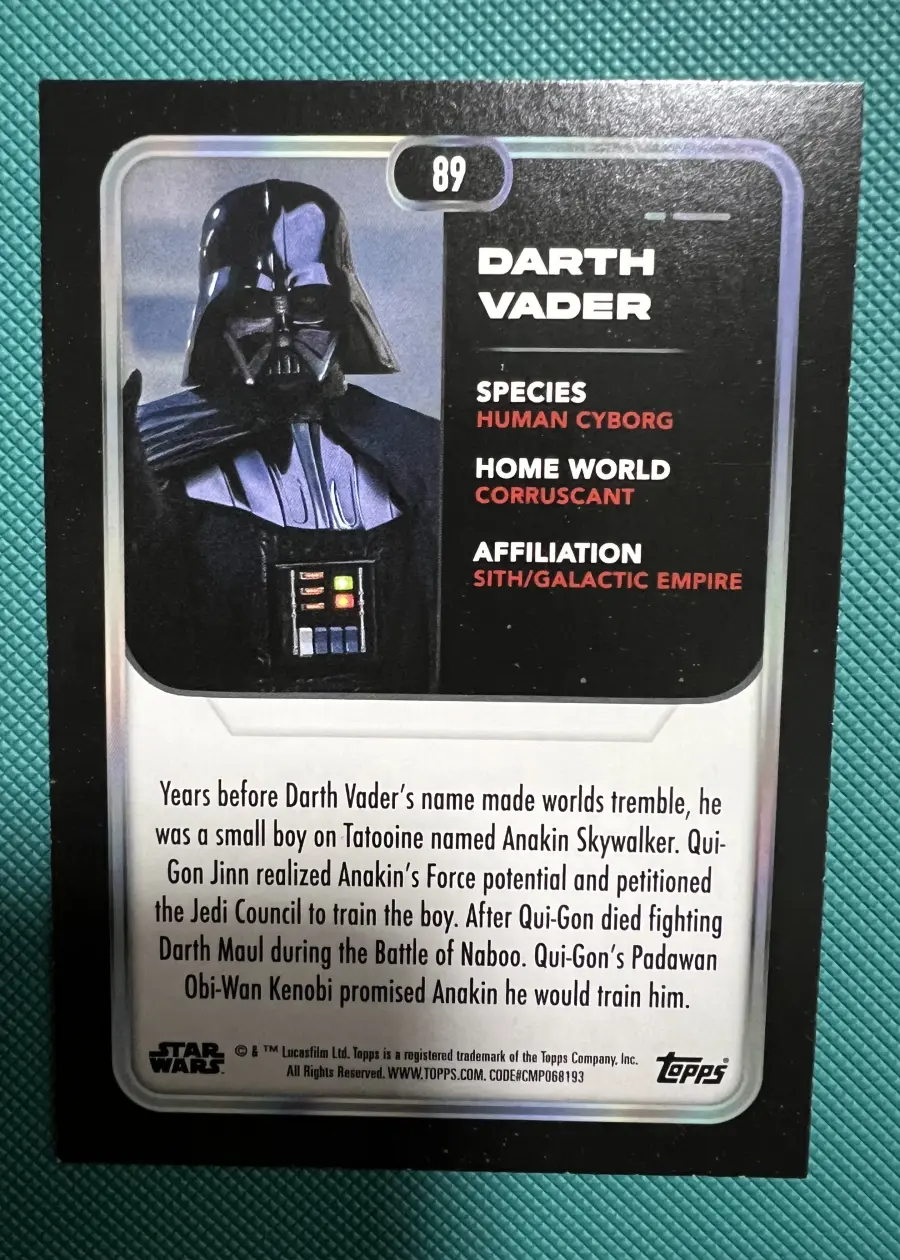 89
DARTH
VADER
SPECIES
HUMAN CYBORG
HOME WORLD
CORRUSCANT
AFFILIATION
SITH/GALACTIC EMPIRE
Years before Darth Vader's name made worlds tremble, he
was a small boy on Tatooine named Anakin Skywalker. Qui-
Gon Jinn realized Anakin's Force potential and petitioned
the Jedi Council to train the boy. After Qui-Gon died fighting
Darth Maul during the Battle of Naboo. Qui-Gon's Padawan
Obi-Wan Kenobi promised Anakin he would train him.
STAR
WARS
© & ™ Lucasfilm Ltd. Topps is a registered trademark of the Topps Company, Inc.
All Rights Reserved. WWW.TOPPS.COM. CODE#CMP068193
topps®